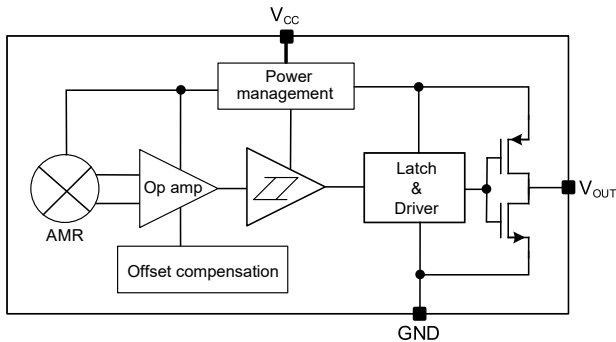 VCC
Power
management
Op amp
AMR
Offset compensation
Latch
&
Driver
VOUT
GND